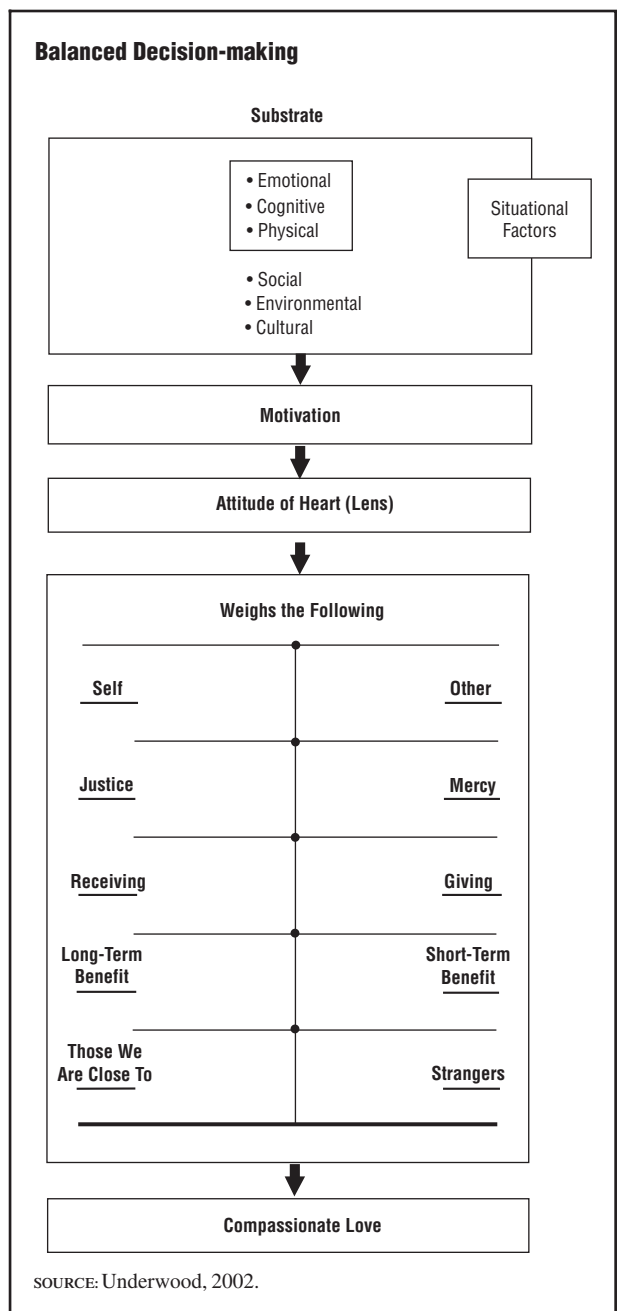 Balanced Decision-making
Substrate
• Emotional
• Cognitive
• Physical
Situational
Factors
• Social
• Environmental
• Cultural
Motivation
Attitude of Heart (Lens)
Weighs the Following
Self
Other
Justice
Mercy
Receiving
Giving
Long-Term
Benefit
Short-Term
Benefit
Those We
Are Close To
Strangers
Compassionate Love
SOURCE: Underwood, 2002.